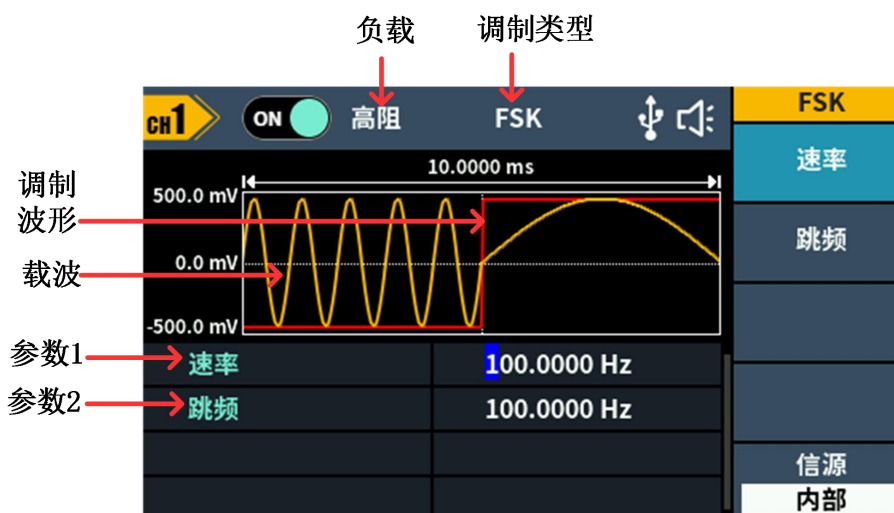 负载
调制类型
CH1
ON
高阻
FSK
FSK
速率
跳频
信源
内部
10.0000 ms
500.0 mV
0.0 mV
-500.0 mV
调制
波形
载波
参数1
速率
100.0000 Hz
参数2
跳频
100.0000 Hz